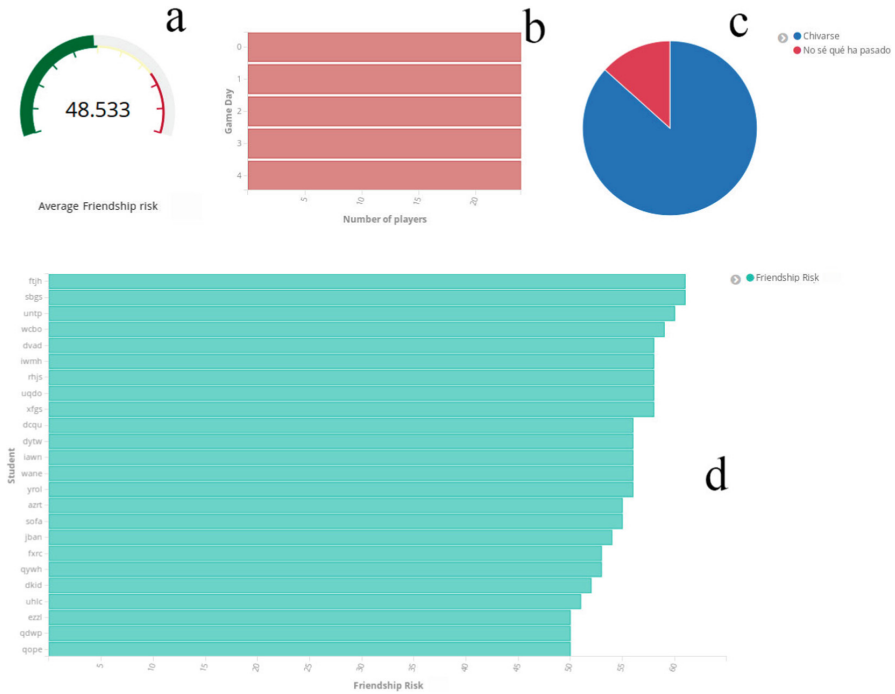 a
48.533
Average Friendship risk
b
Game Day
0
1
2
3
4
5
10
15
20
Number of players
c
Chivarse
No sé qué ha pasado
d
Friendship Risk
Student
ftjh
sbgs
untp
wcbo
dvad
iwmh
rhjs
uqdo
xfgs
dcqu
dytw
iawn
wane
yrol
azrt
sofa
jban
fxrc
qywh
dkid
uhlc
ezzl
qdwp
qope
5
10
15
20
25
30
35
40
45
50
55
60
Friendship Risk